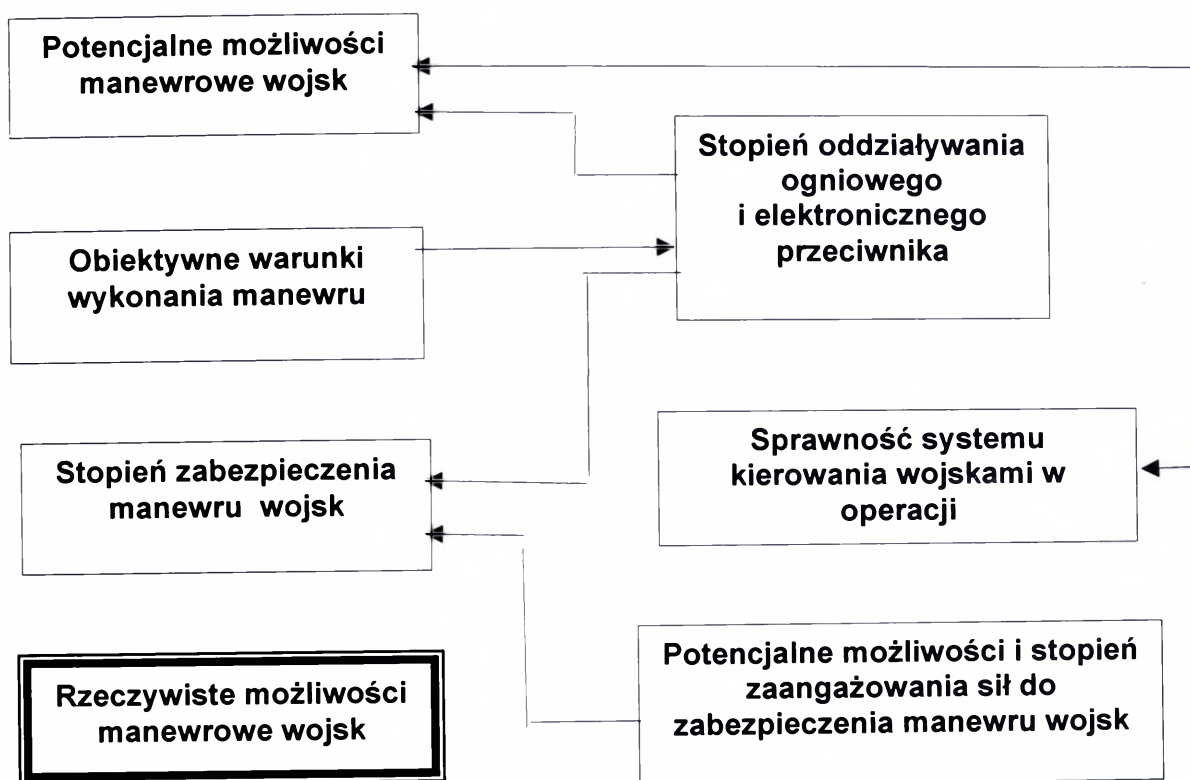 Potencjalne możliwości
manewrowe wojsk
Stopień oddziaływania
ogniowego
i elektronicznego
przeciwnika
Obiektywne warunki
wykonania manewru
Stopień zabezpieczenia
manewru wojsk
Sprawność systemu
kierowania wojskami w
operacji
Rzeczywiste możliwości
manewrowe wojsk
Potencjalne możliwości i stopień
zaangażowania sił do
zabezpieczenia manewru wojsk